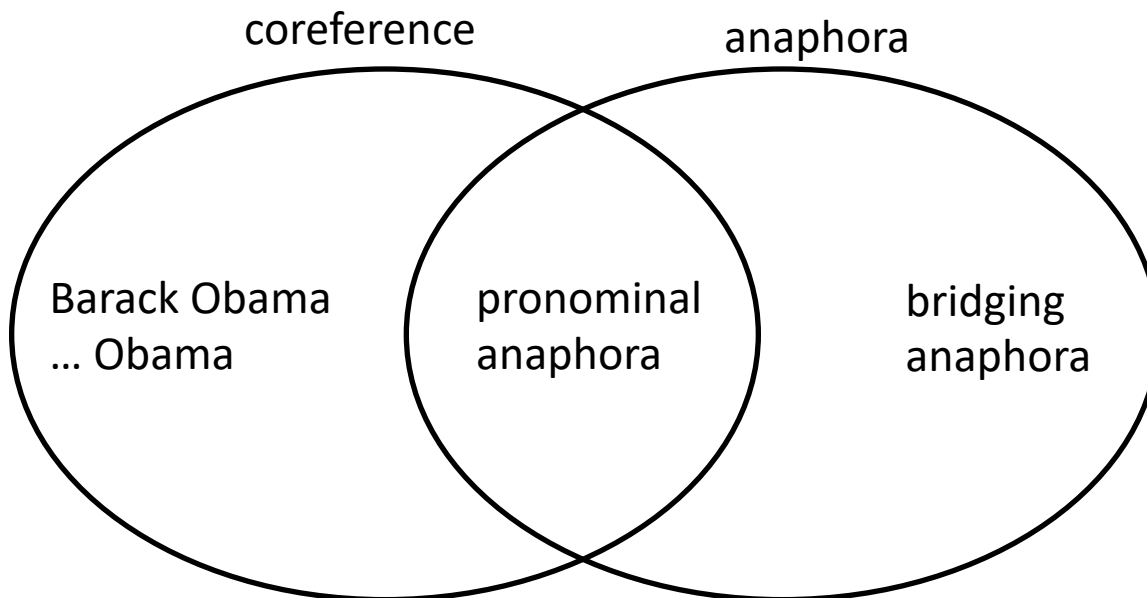 coreference
anaphora
Barack Obama
... Obama
pronominal
anaphora
bridging
anaphora